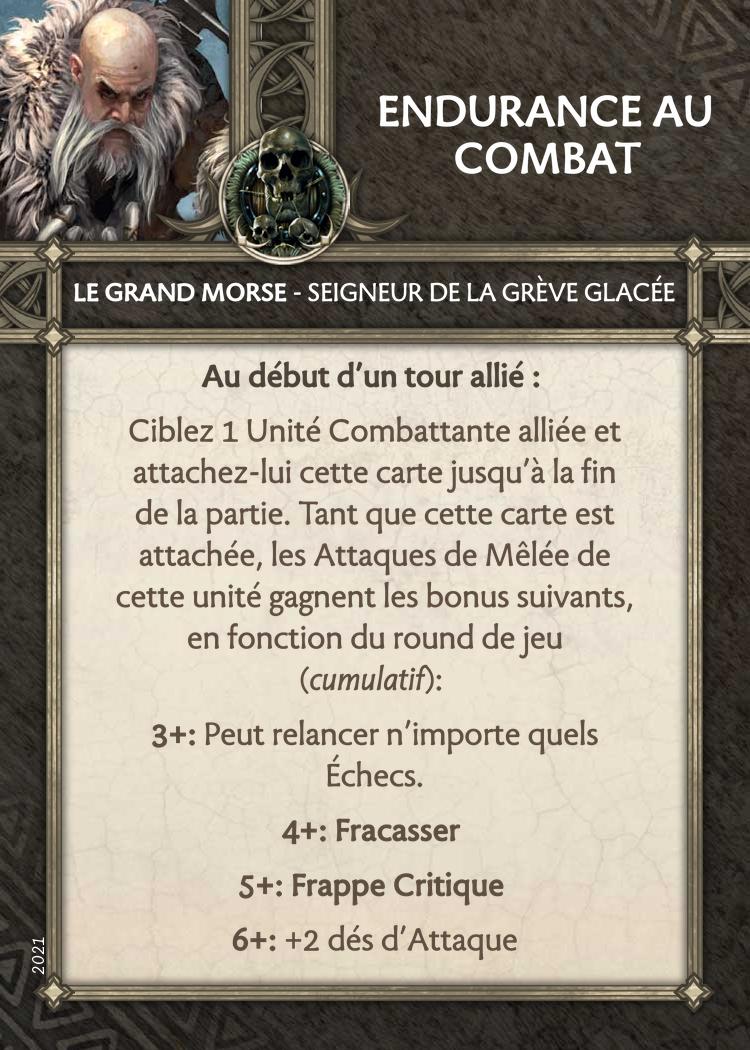 ENDURANCE AU
COMBAT
LE GRAND MORSE - SEIGNEUR DE LA GRÈVE GLACÉE
Au début d’un tour allié :
Ciblez 1 Unité Combattante alliée et
attachez-lui cette carte jusqu’à la fin
de la partie. Tant que cette carte est
attachée, les Attaques de Mêlée de
cette unité gagnent les bonus suivants,
en fonction du round de jeu
(cumulatif):
3+: Peut relancer n’importe quels
Échecs.
4+: Fracasser
5+: Frappe Critique
6+: +2 dés d’Attaque
2021